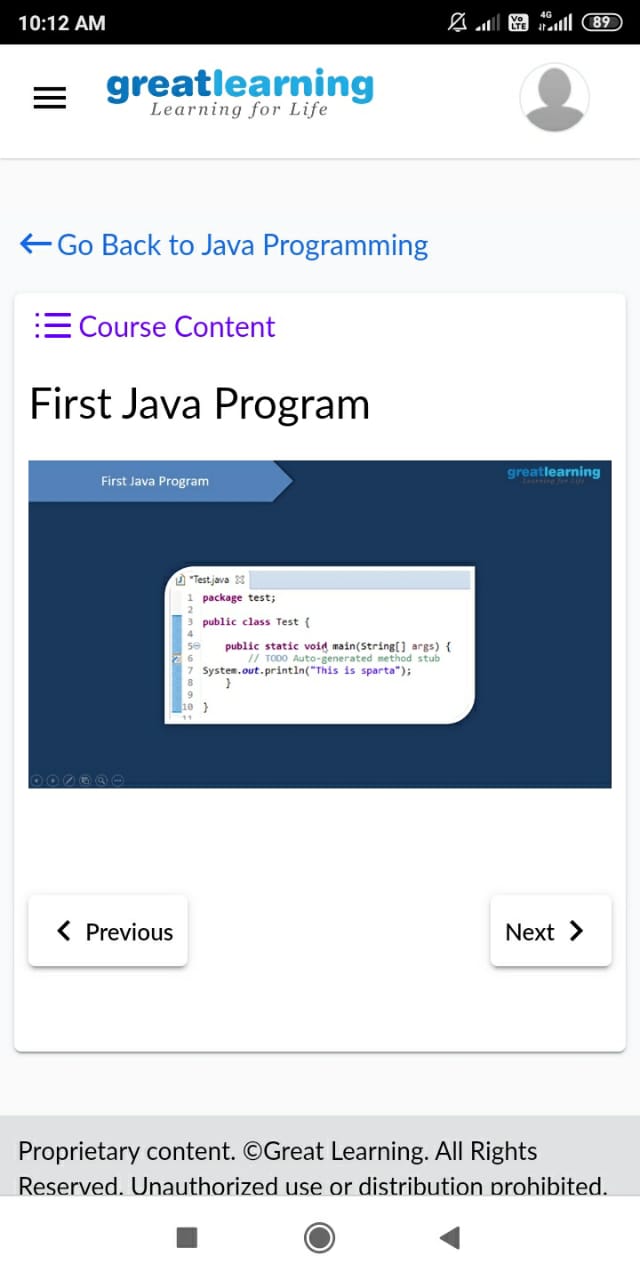 10:12 AM
Vo LTE
4G
89
greatlearning
Learning for Life
Go Back to Java Programming
Course Content
First Java Program
First Java Program
greatlearning
Learning for Life
*Test.java
1 package test;
2
3 public class Test {
4
5 public static void main(String[] args) {
6 // TODO Auto-generated method stub
7 System.out.println("This is sparta");
8 }
9
10 }
11
Previous
Next
Proprietary content. ©Great Learning. All Rights
Reserved. Unauthorized use or distribution prohibited.